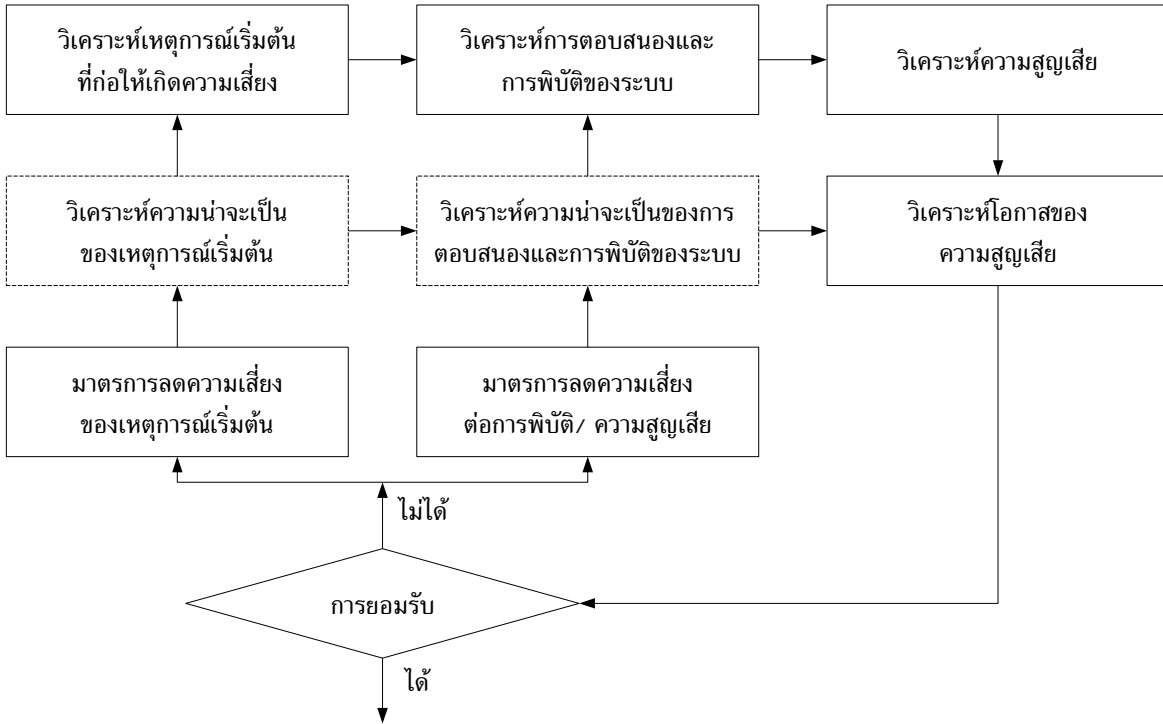 วิเคราะห์เหตุการณ์เริ่มต้น
ที่ก่อให้เกิดความเสี่ยง
วิเคราะห์การตอบสนองและ
การพิบัติของระบบ
วิเคราะห์ความสูญเสีย
วิเคราะห์ความน่าจะเป็น
ของเหตุการณ์เริ่มต้น
วิเคราะห์ความน่าจะเป็นของการ
ตอบสนองและการพิบัติของระบบ
วิเคราะห์โอกาสของ
ความสูญเสีย
มาตรการลดความเสี่ยง
ของเหตุการณ์เริ่มต้น
มาตรการลดความเสี่ยง
ต่อการพิบัติ/ ความสูญเสีย
ไม่ได้
การยอมรับ
ได้